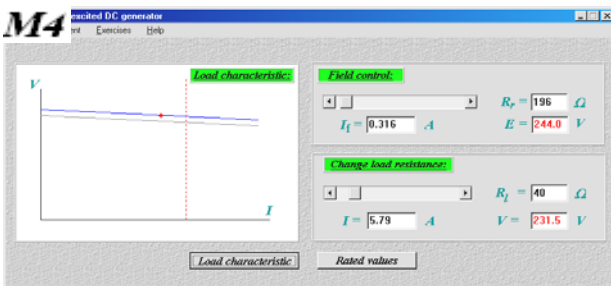 M4 excited DC generator
ent Exercises Help
Load characteristic:
V
I
Field control:
Rr = 196 Ω
If = 0.316 A E = 244.0 V
Change load resistance:
Rl = 40 Ω
I = 5.79 A V = 231.5 V
Load characteristic Rated values